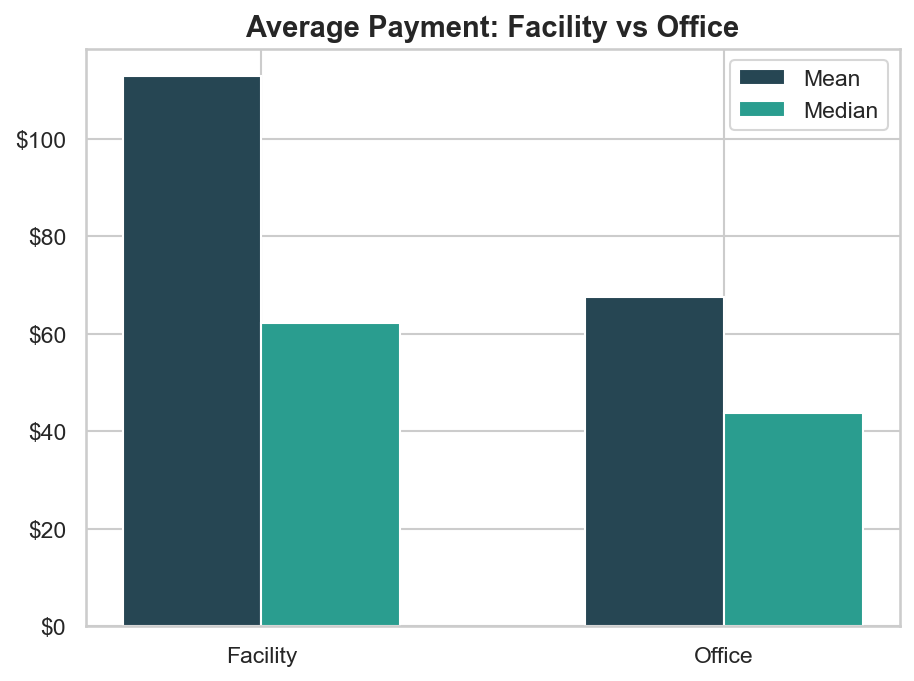 Average Payment: Facility vs Office
Mean
Median
$100
$80
$60
$40
$20
$0
Facility
Office